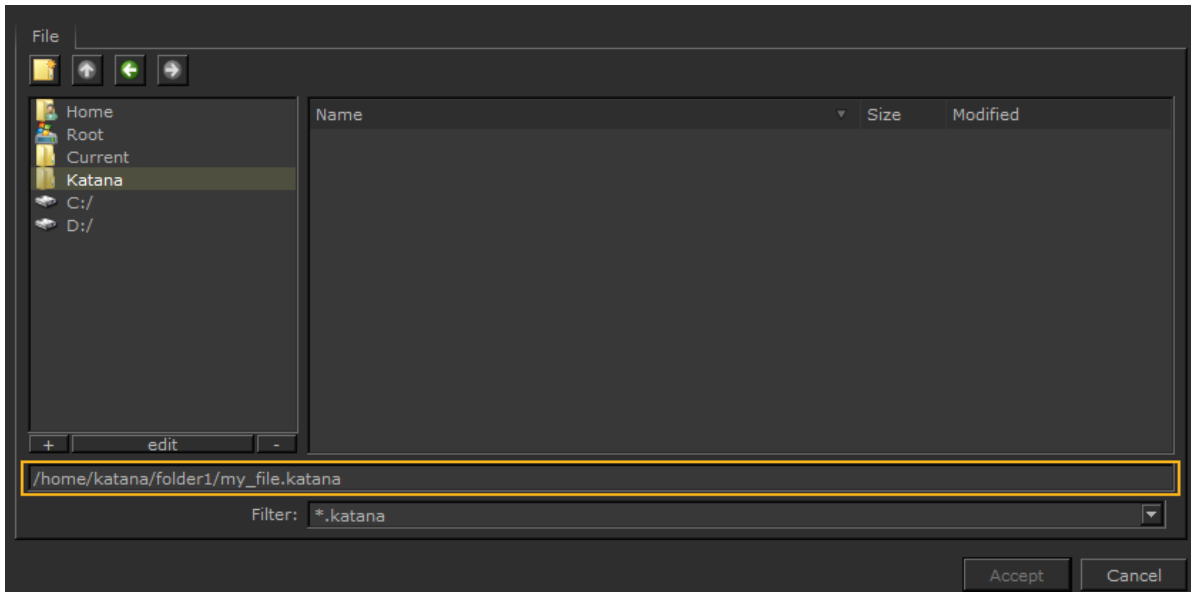 File
Home
Root
Current
Katana
C:/
D:/
Name Size Modified
+ edit -
/home/katana/folder1/my_file.katana
Filter: *.katana
Accept Cancel